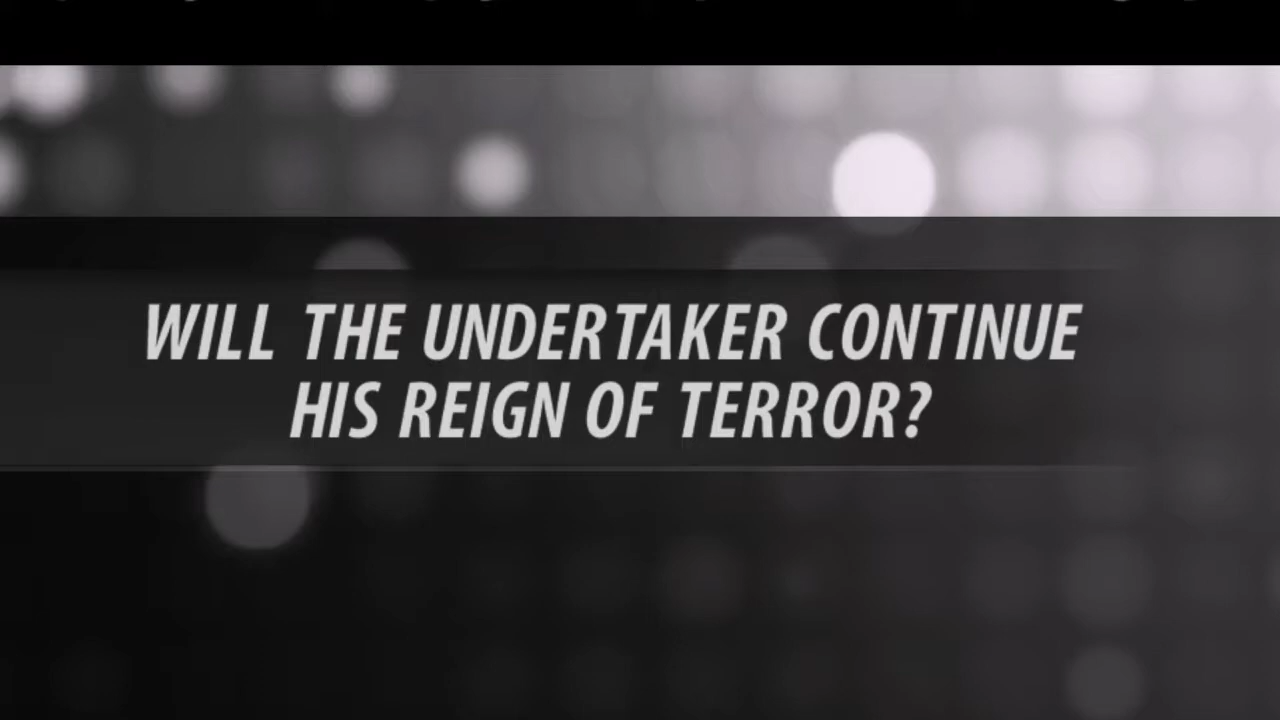 WILL THE UNDERTAKER CONTINUE
HIS REIGN OF TERROR?